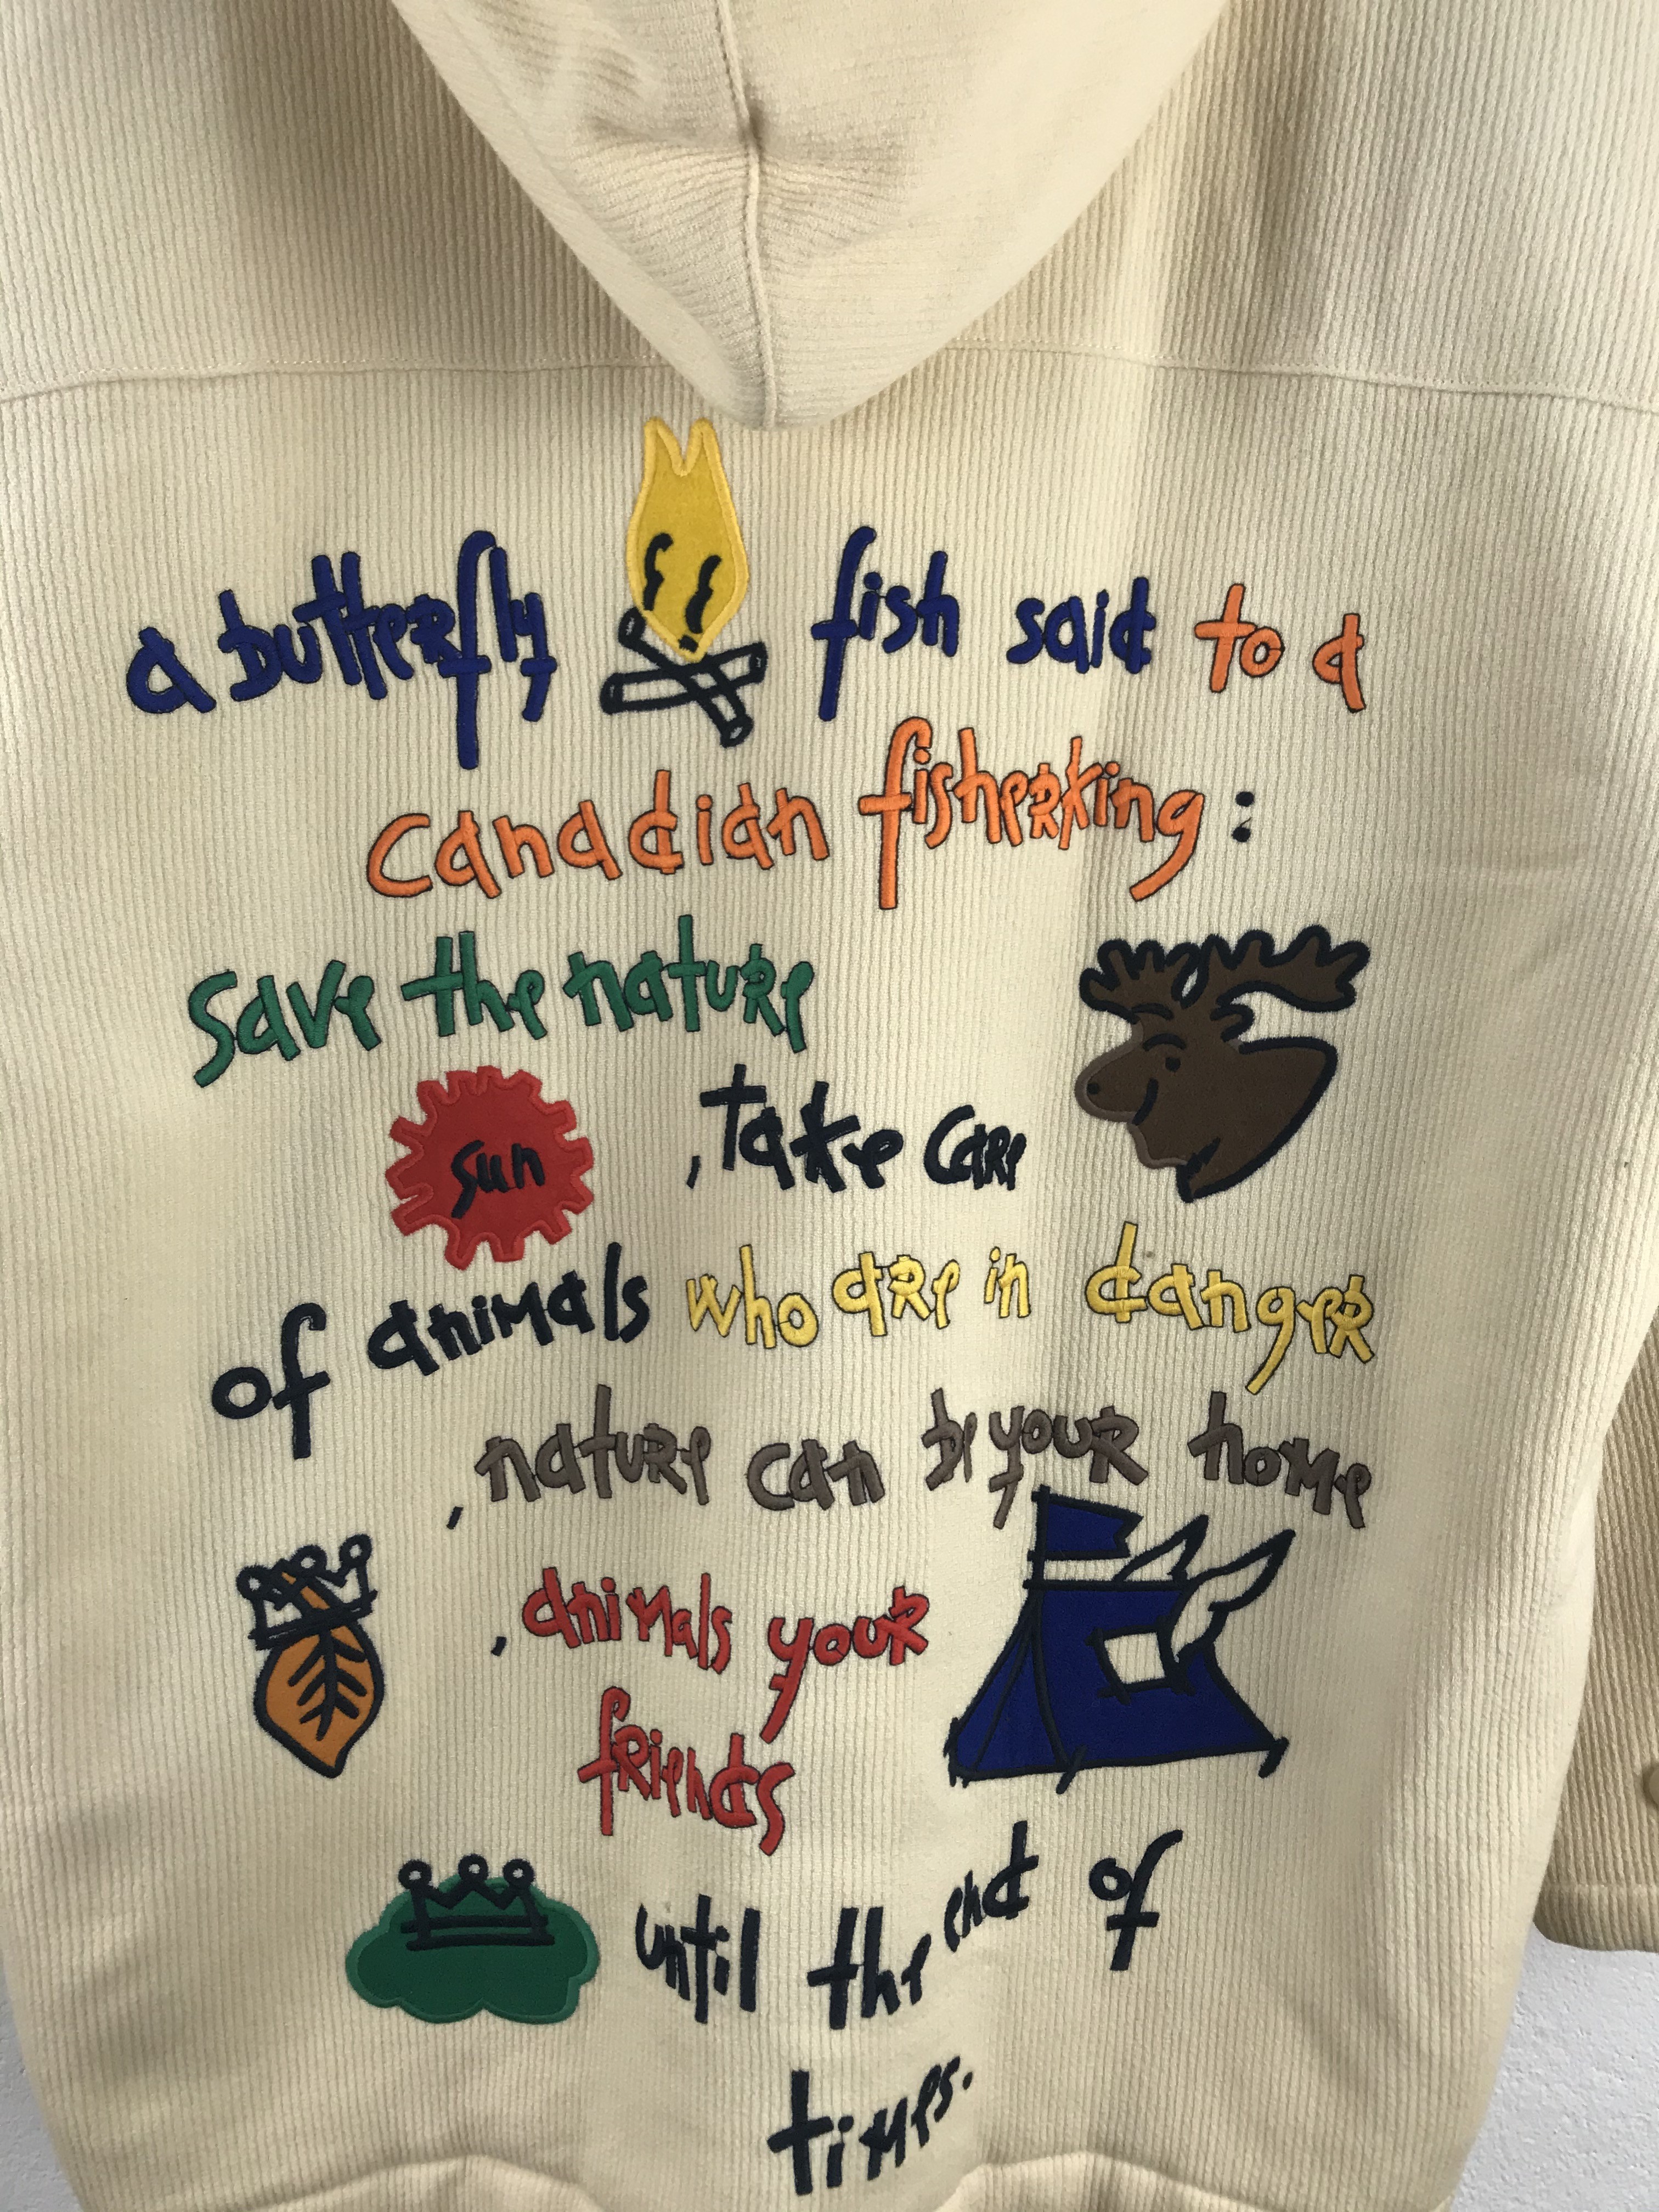 a butterfly fish said to a
canadian fisherking :
save the nature
sun , take care
of animals who are in danger
, nature can be your home
, animals your
friends
until the end of
times.